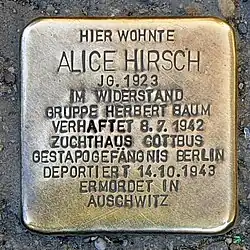 HIER WOHNTE
ALICE HIRSCH
JG. 1923
IM WIDERSTAND
GRUPPE HERBERT BAUM
VERHAFTET 8.7.1942
ZUCHTHAUS COTTBUS
GESTAPOGEFÄNGNIS BERLIN
DEPORTIERT 14.10.1943
ERMORDET IN
AUSCHWITZ